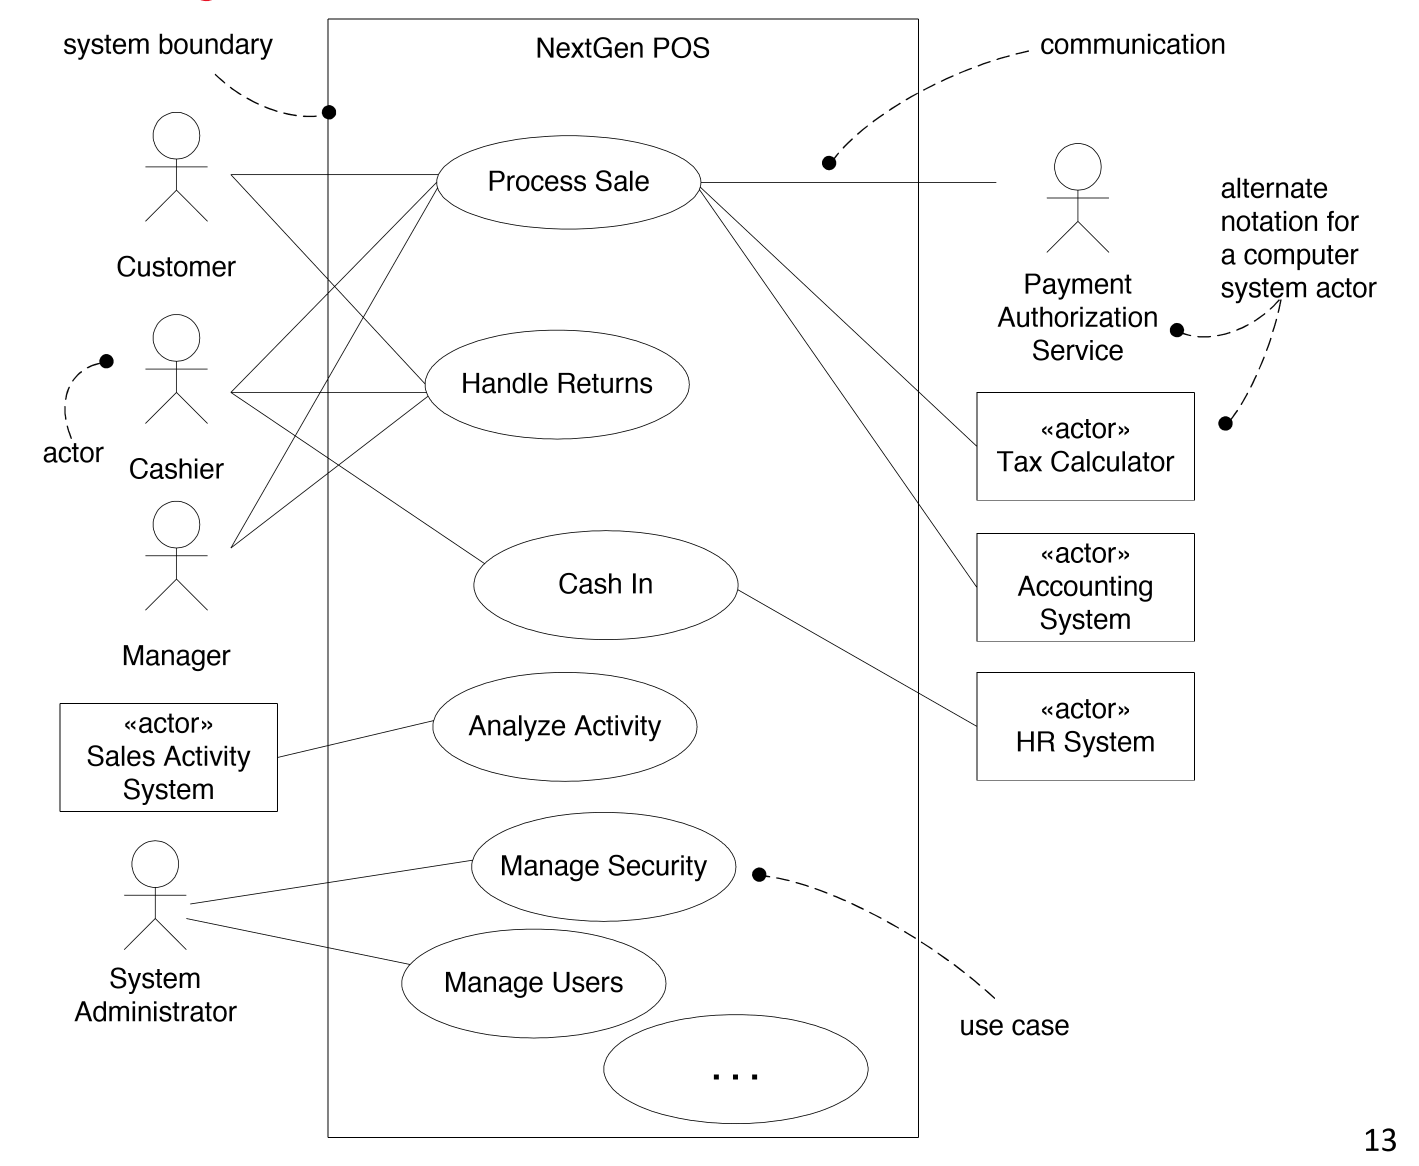 system boundary
NextGen POS
communication
Process Sale
alternate
notation for
a computer
system actor
Customer
Payment
Authorization
Service
Handle Returns
actor
Cashier
«actor»
Tax Calculator
Cash In
«actor»
Accounting
System
Manager
«actor»
Sales Activity
System
Analyze Activity
«actor»
HR System
Manage Security
System
Administrator
Manage Users
use case
...
13